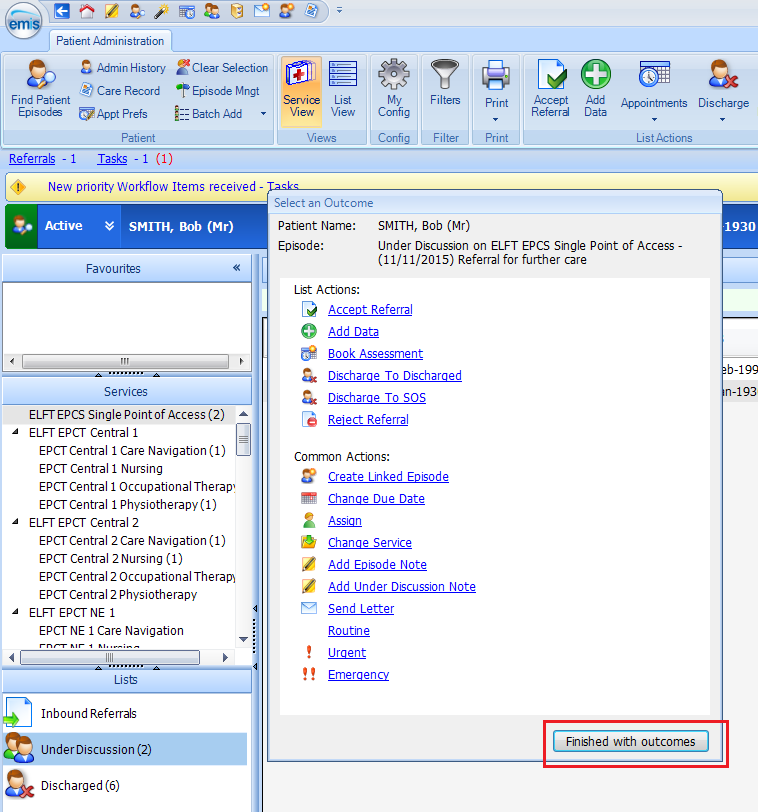 emis
Patient Administration
Find Patient Episodes
Admin History
Care Record
Appt Prefs
Clear Selection
Episode Mngt
Batch Add
Patient
Service View
List View
Views
My Config
Config
Filters
Filter
Print
Print
Accept Referral
Add Data
Appointments
Discharge
List Actions
Referrals - 1 Tasks - 1 (1)
New priority Workflow Items received - Tasks
Active
SMITH, Bob (Mr)
-1930
Favourites
Services
ELFT EPCS Single Point of Access (2)
ELFT EPCT Central 1
EPCT Central 1 Care Navigation (1)
EPCT Central 1 Nursing
EPCT Central 1 Occupational Therapy
EPCT Central 1 Physiotherapy (1)
ELFT EPCT Central 2
EPCT Central 2 Care Navigation (1)
EPCT Central 2 Nursing (1)
EPCT Central 2 Occupational Therapy
EPCT Central 2 Physiotherapy
ELFT EPCT NE 1
EPCT NE 1 Care Navigation
EPCT NE 1 Nursing
Lists
Inbound Referrals
Under Discussion (2)
Discharged (6)
Select an Outcome
Patient Name: SMITH, Bob (Mr)
Episode: Under Discussion on ELFT EPCS Single Point of Access -
(11/11/2015) Referral for further care
List Actions:
Accept Referral
Add Data
Book Assessment
Discharge To Discharged
Discharge To SOS
Reject Referral
Common Actions:
Create Linked Episode
Change Due Date
Assign
Change Service
Add Episode Note
Add Under Discussion Note
Send Letter
Routine
Urgent
Emergency
Finished with outcomes
eb-199
an-193